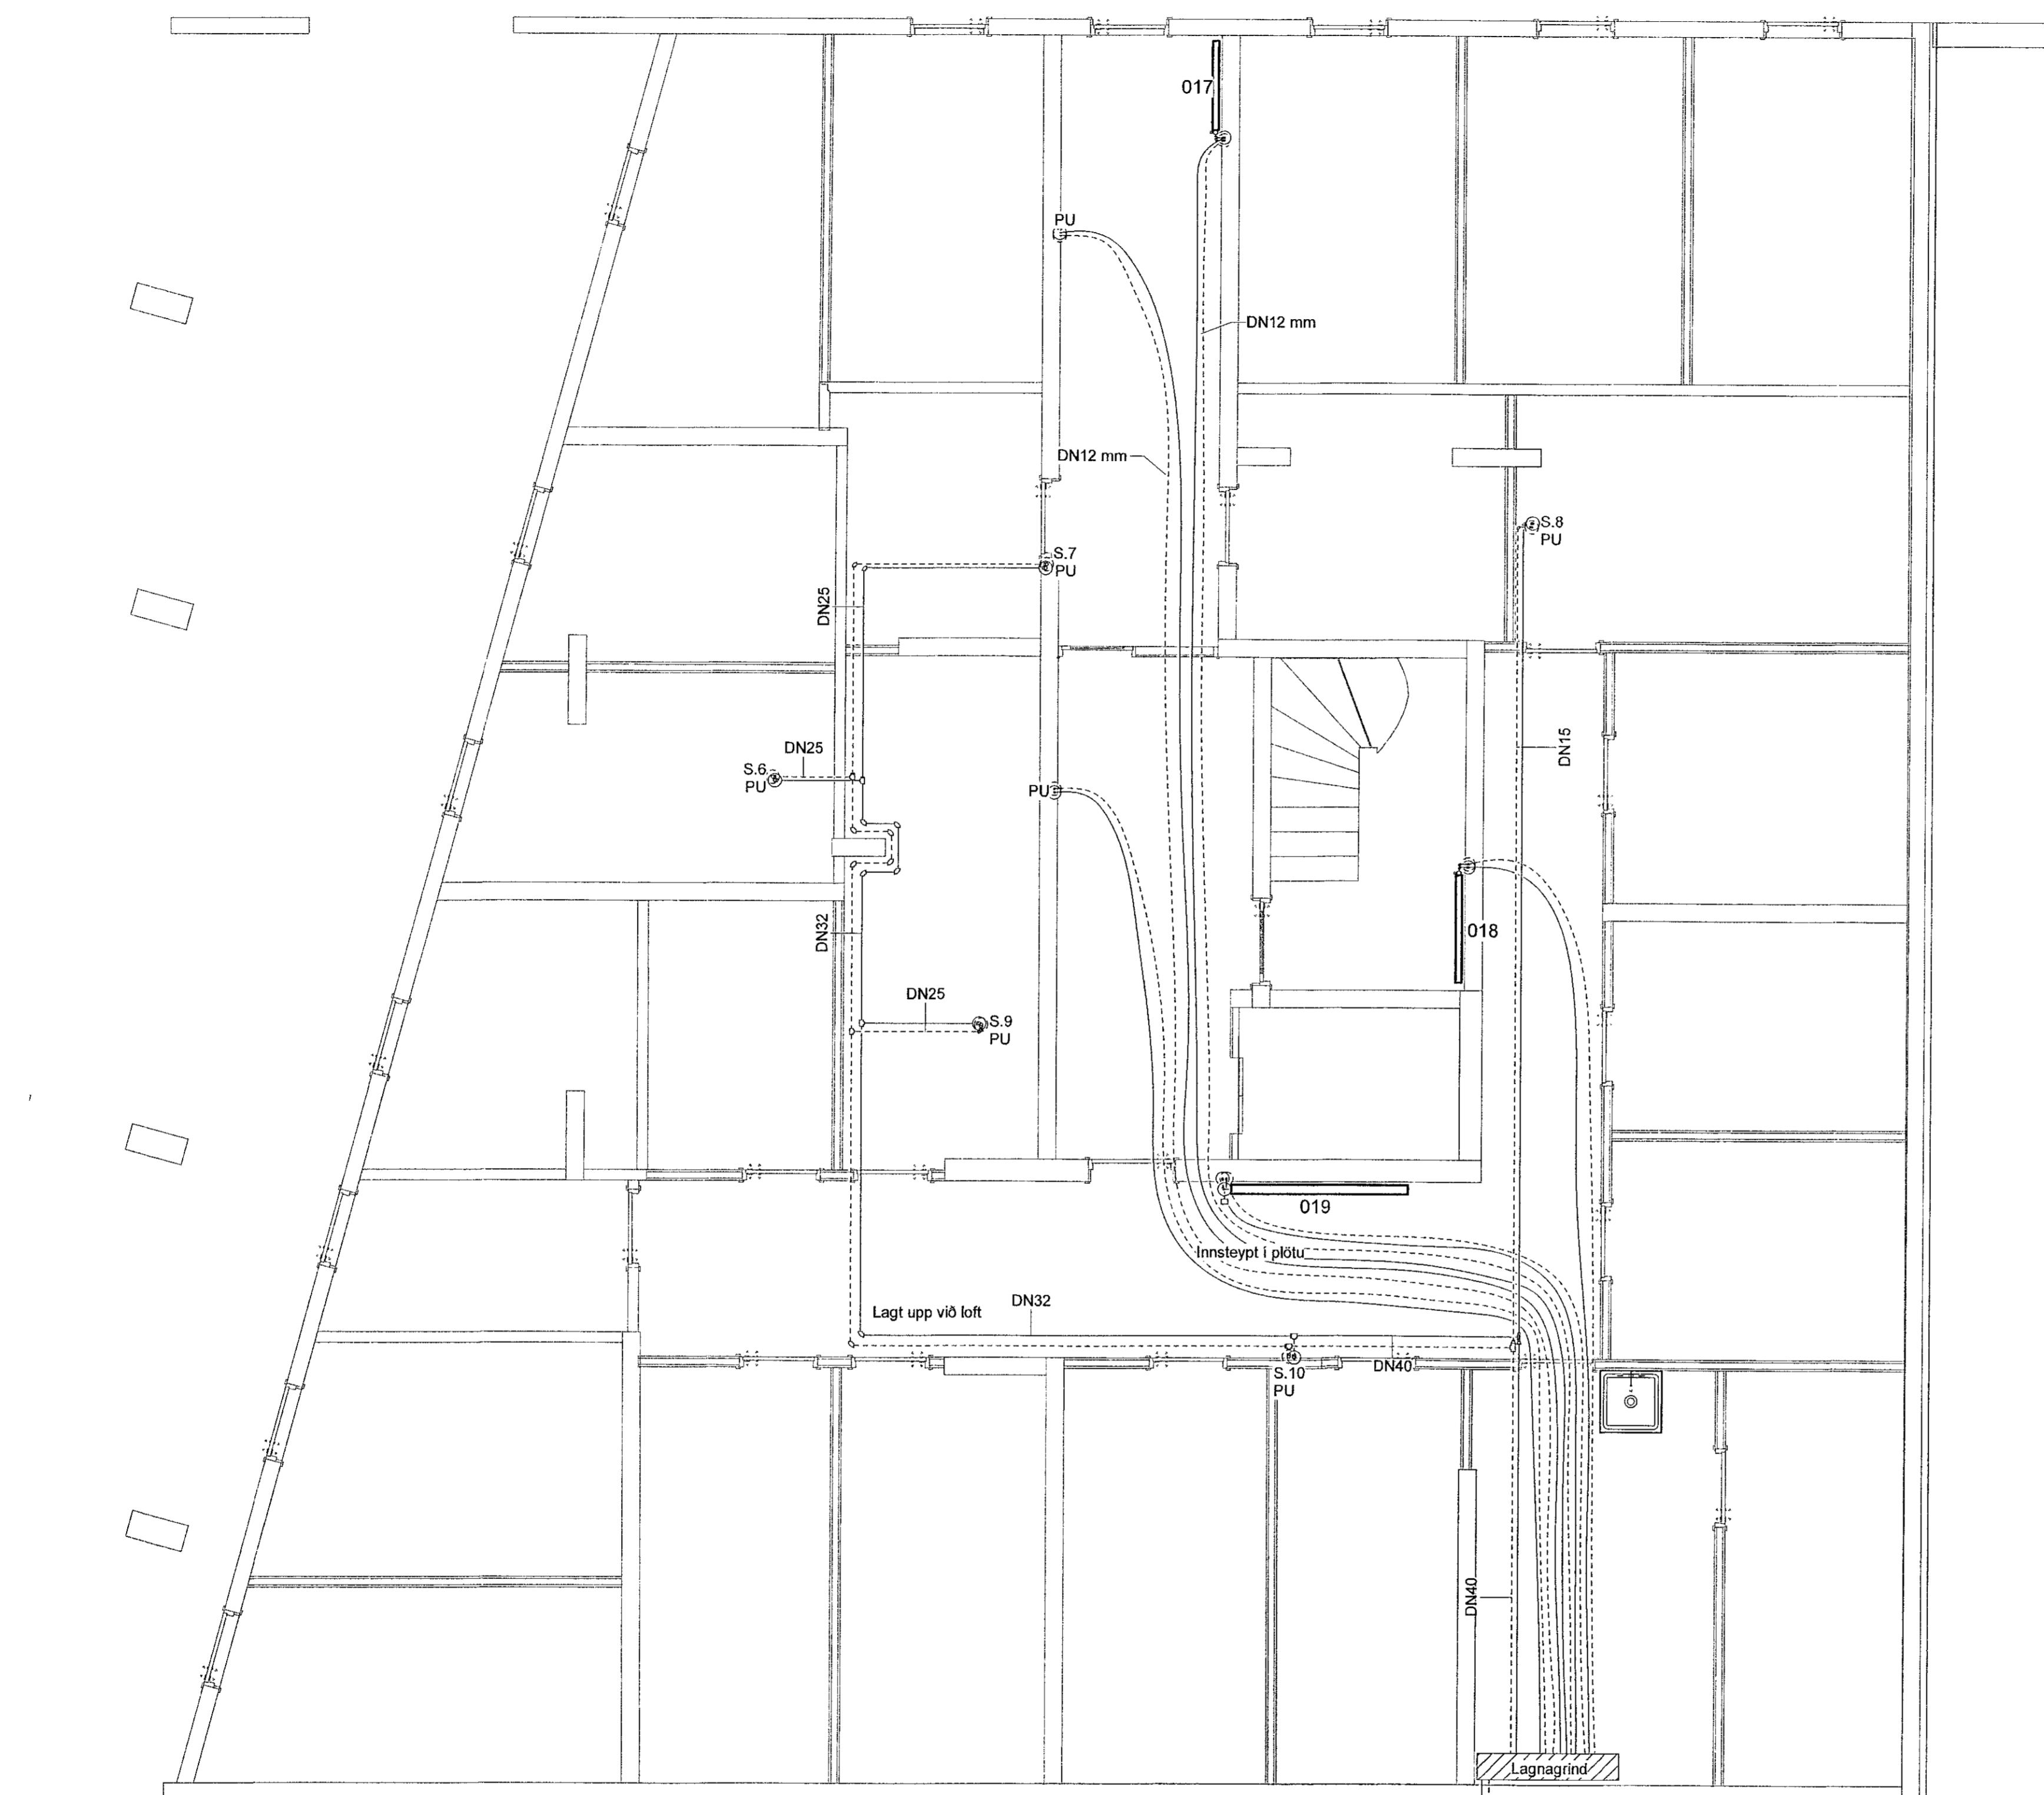 017
PU
DN12 mm
DN12 mm
S.8
PU
S.7
PU
DN25
DN15
DN25
S.6
PU
PU
018
DN32
DN25
S.9
PU
019
Innsteypt í plötu
DN32
Lagt upp við loft
DN40
S.10
PU
DN40
Lagnagrind